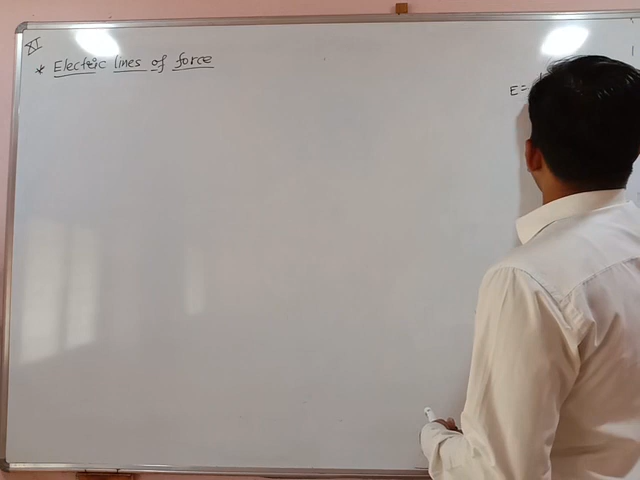 XI
* Electric lines of force
E =